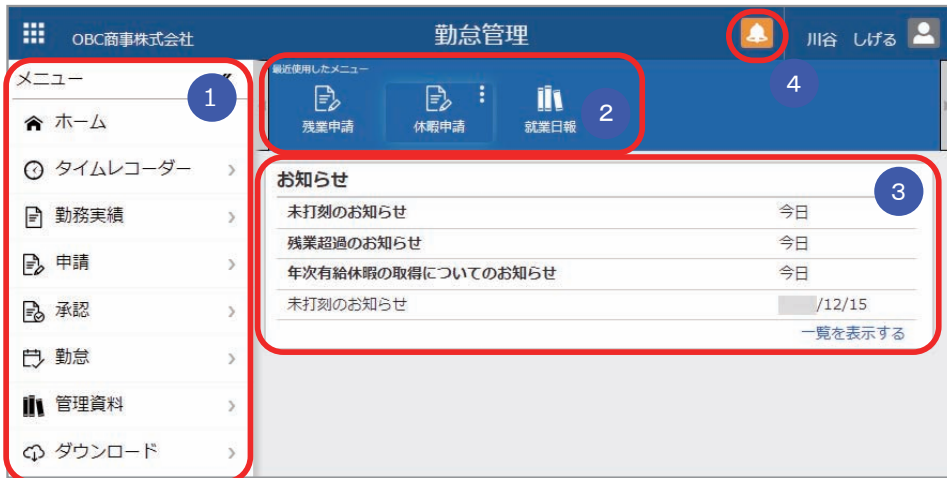 OBC商事株式会社
勤怠管理
川谷 しげる
4
メニュー
1
ホーム
タイムレコーダー
勤務実績
申請
承認
勤怠
管理資料
ダウンロード
最近使用したメニュー
残業申請
休暇申請
就業日報
2
お知らせ
3
未打刻のお知らせ 今日
残業超過のお知らせ 今日
年次有給休暇の取得についてのお知らせ 今日
未打刻のお知らせ /12/15
一覧を表示する